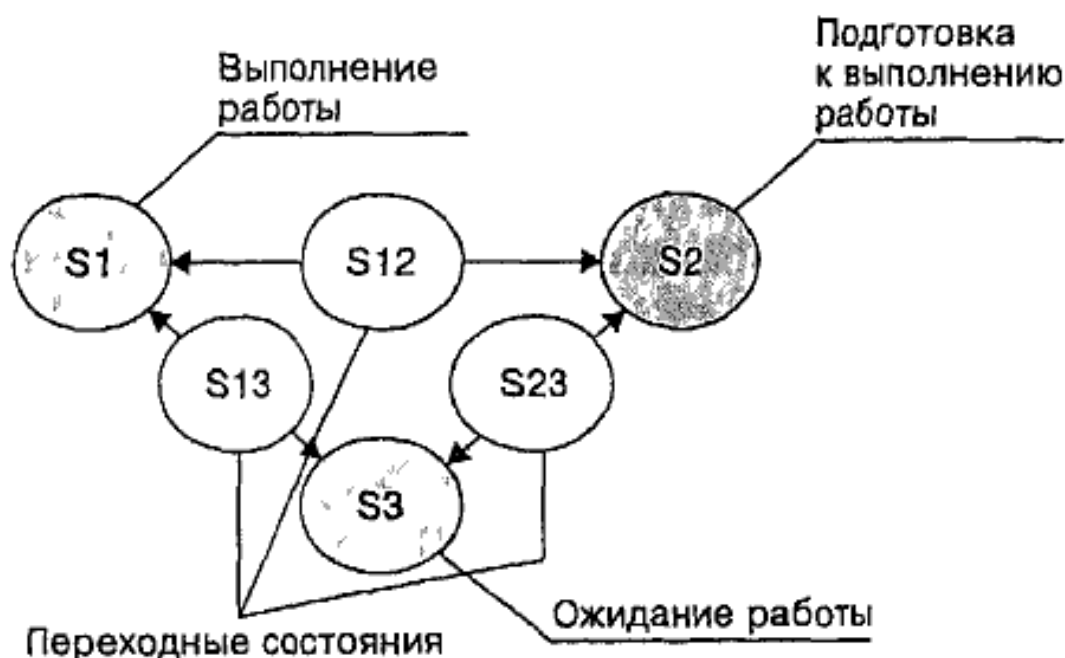 Подготовка
к выполнению
работы
Выполнение
работы
S1
S12
S2
S13
S23
S3
Ожидание работы
Переходные состояния